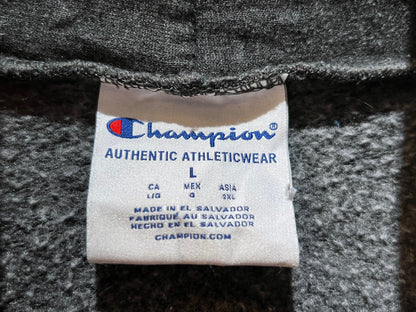 Champion®
AUTHENTIC ATHLETICWEAR
L
CA MEX ASIA
L/G G 2XL
MADE IN EL SALVADOR
FABRIQUÉ AU SALVADOR
HECHO EN EL SALVADOR
CHAMPION.COM